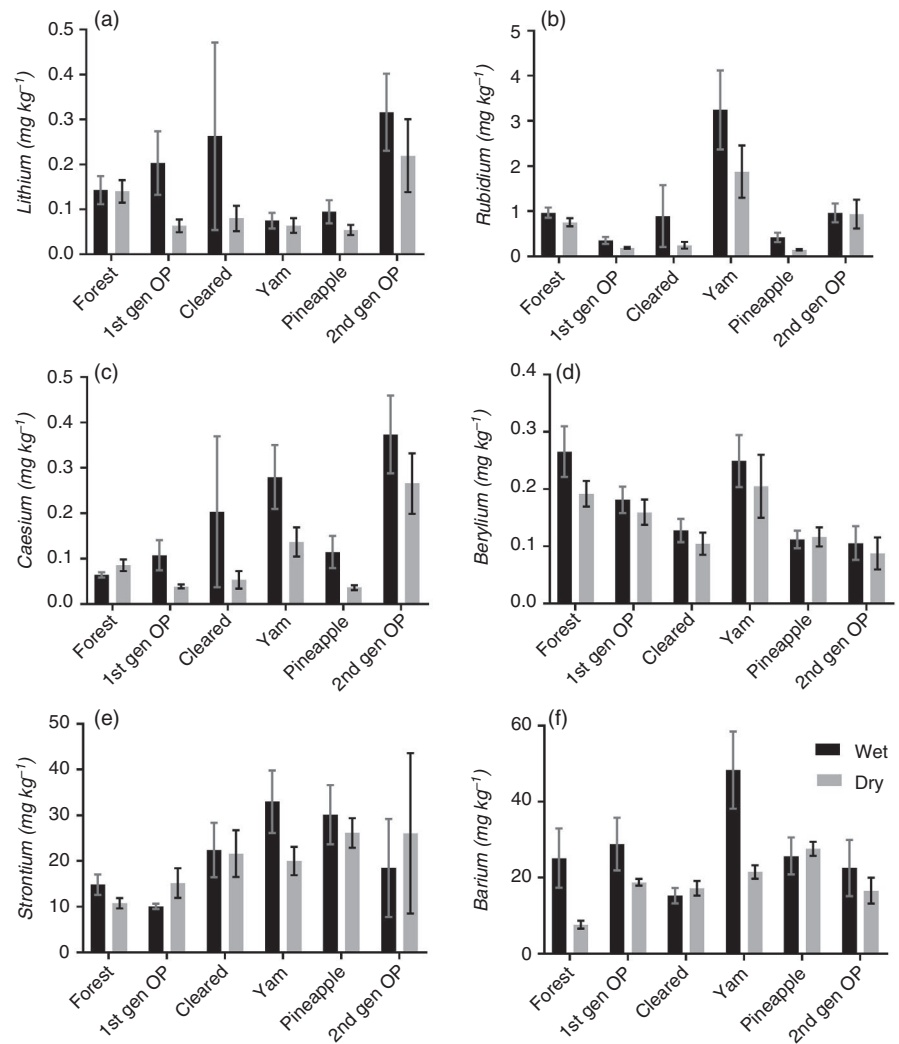 (a)
Lithium (mg kg⁻¹)
0.5
0.4
0.3
0.2
0.1
0.0
Forest
1st gen OP
Cleared
Yam
Pineapple
2nd gen OP
(b)
Rubidium (mg kg⁻¹)
5
4
3
2
1
0
Forest
1st gen OP
Cleared
Yam
Pineapple
2nd gen OP
(c)
Caesium (mg kg⁻¹)
0.5
0.4
0.3
0.2
0.1
0.0
Forest
1st gen OP
Cleared
Yam
Pineapple
2nd gen OP
(d)
Berylium (mg kg⁻¹)
0.4
0.3
0.2
0.1
0.0
Forest
1st gen OP
Cleared
Yam
Pineapple
2nd gen OP
(e)
Strontium (mg kg⁻¹)
50
40
30
20
10
0
Forest
1st gen OP
Cleared
Yam
Pineapple
2nd gen OP
(f)
Barium (mg kg⁻¹)
60
40
20
0
Wet
Dry
Forest
1st gen OP
Cleared
Yam
Pineapple
2nd gen OP